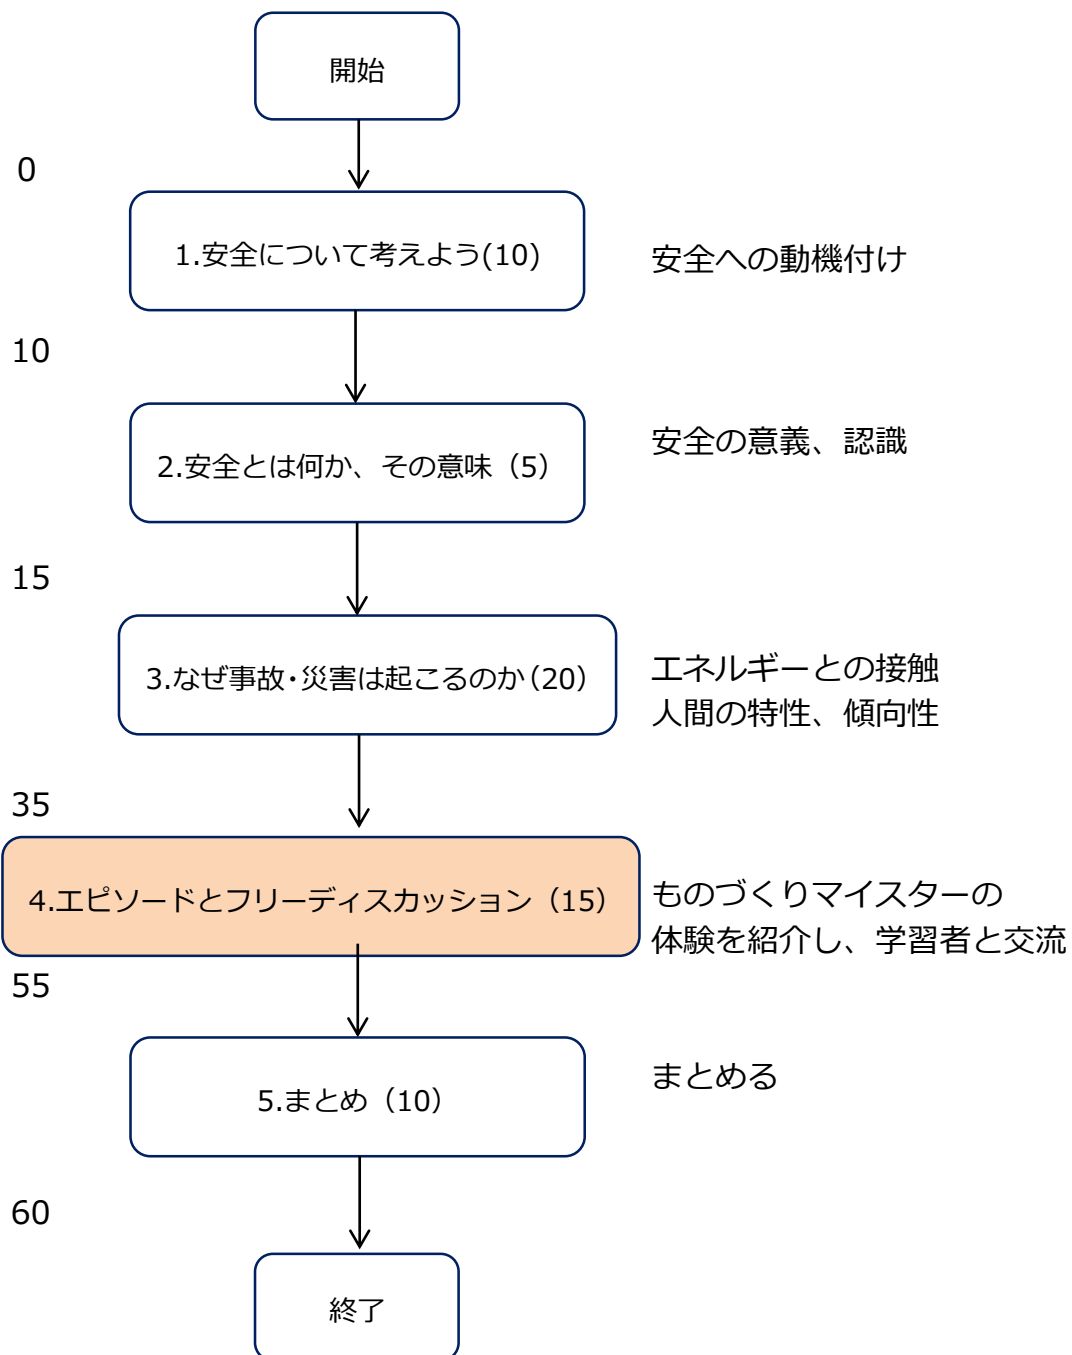 開始
0
1.安全について考えよう(10)
安全への動機付け
10
2.安全とは何か、その意味（5）
安全の意義、認識
15
3.なぜ事故・災害は起こるのか（20）
エネルギーとの接触
人間の特性、傾向性
35
4.エピソードとフリーディスカッション（15）
ものづくりマイスターの
体験を紹介し、学習者と交流
55
5.まとめ（10）
まとめる
60
終了